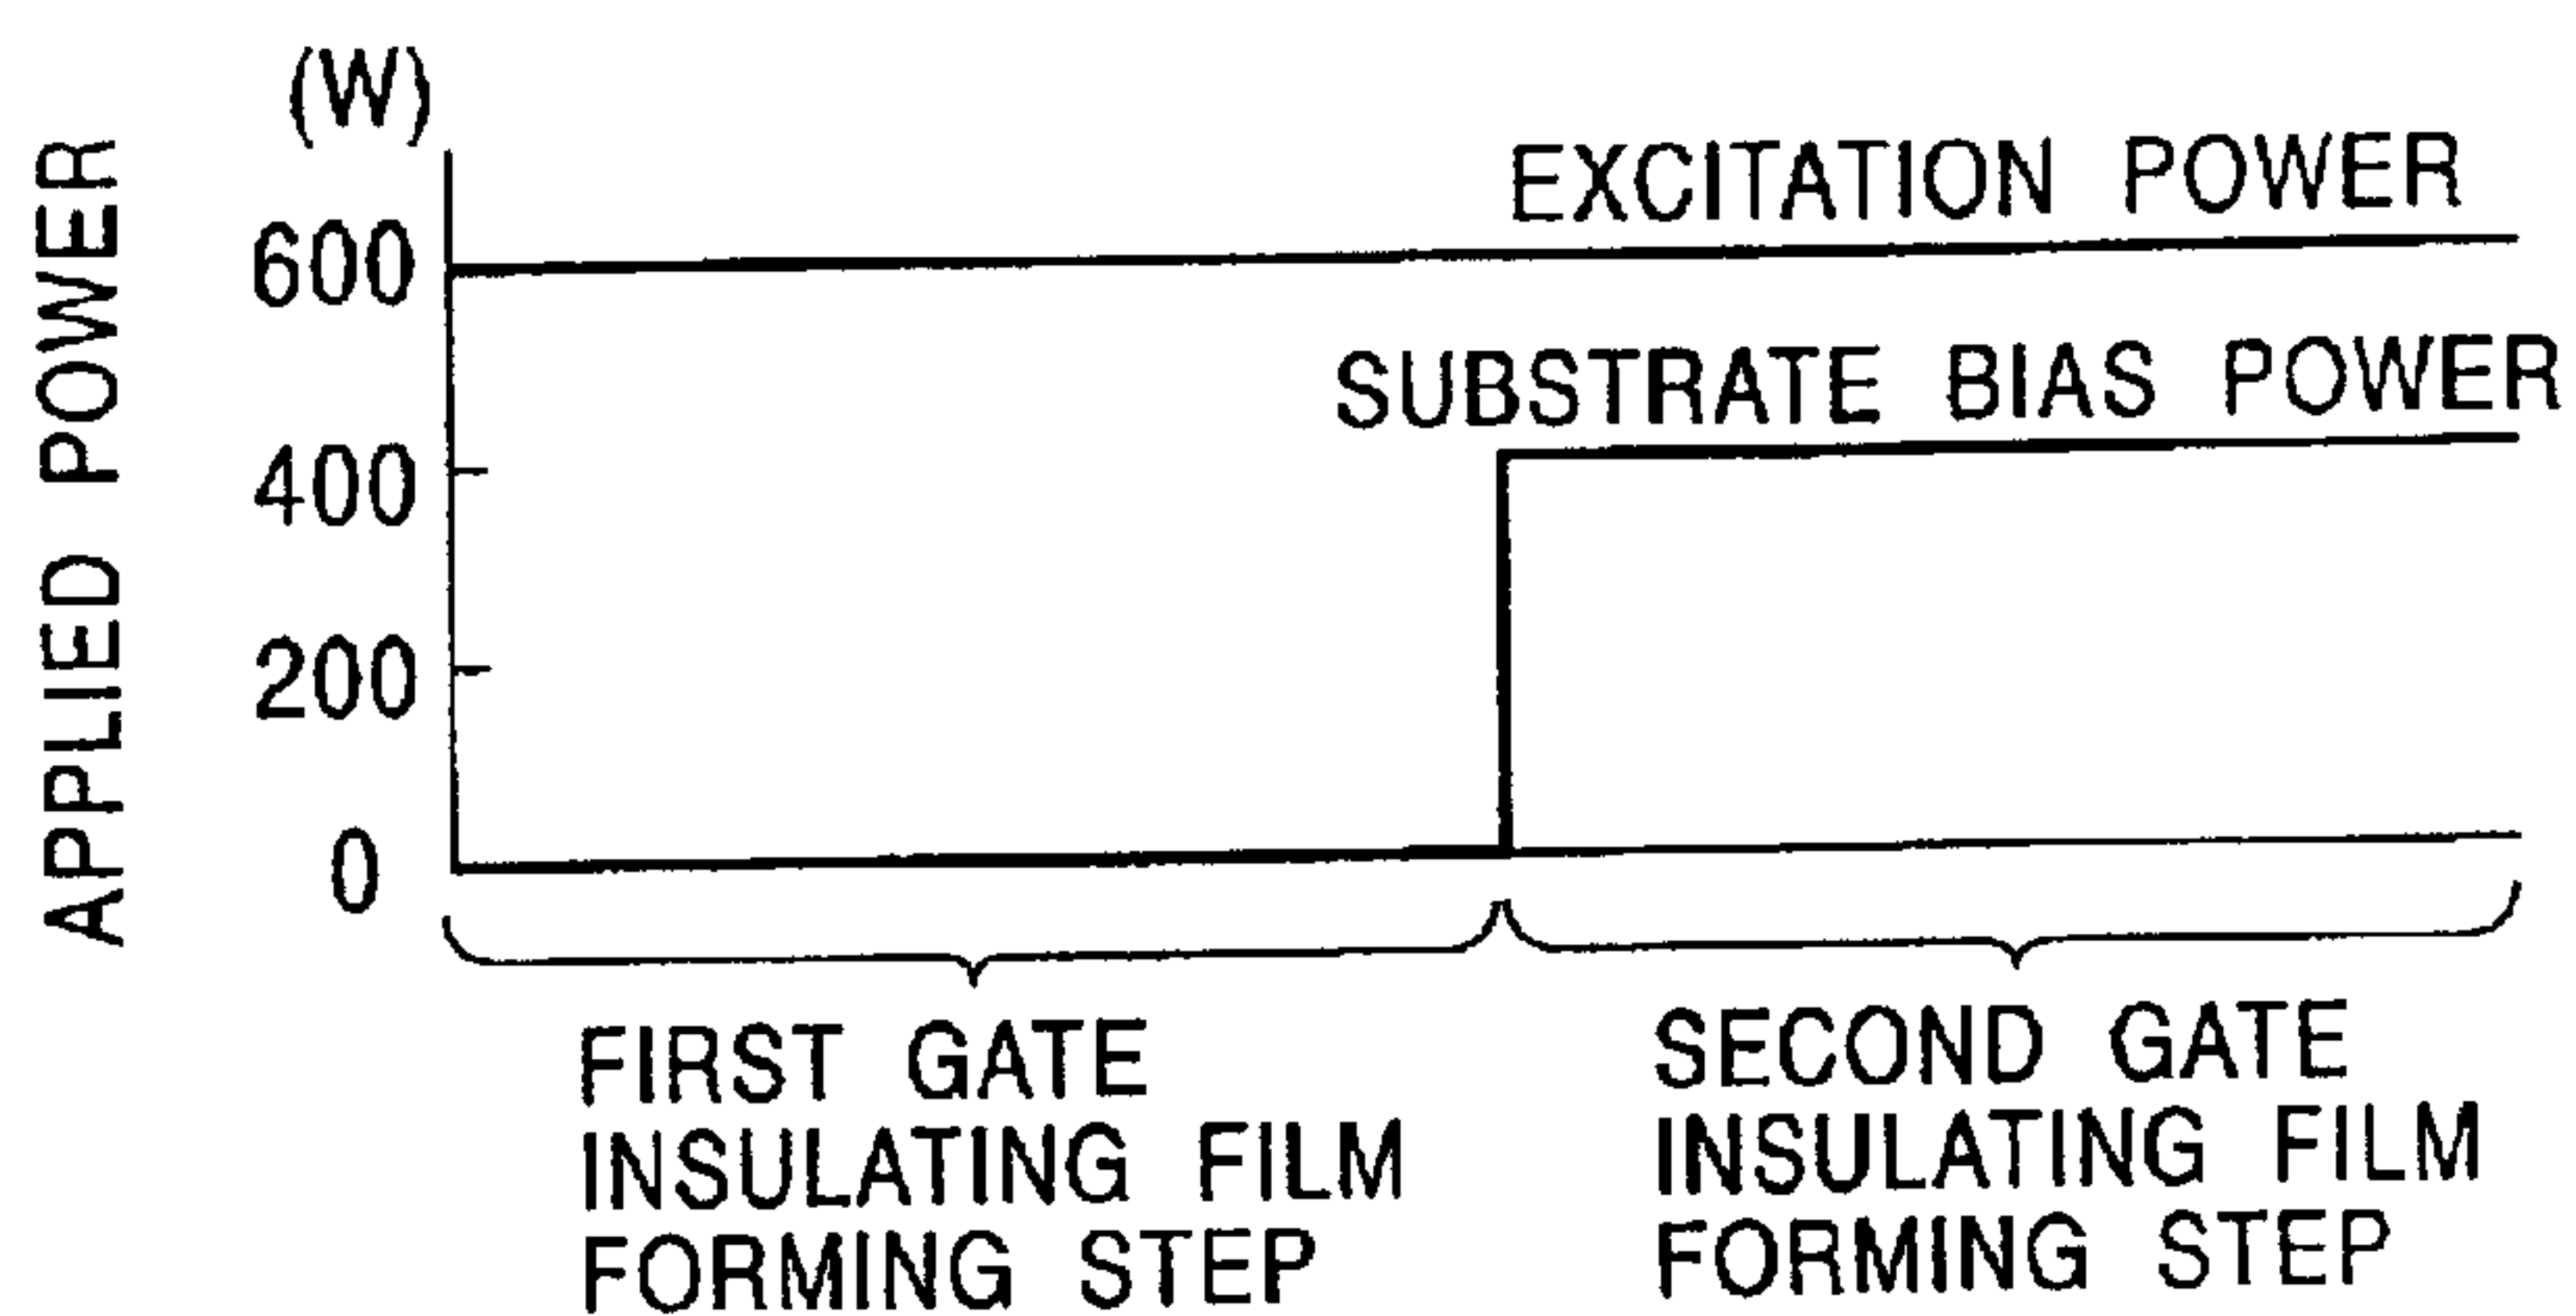 (W)
APPLIED POWER
600
400
200
0
EXCITATION POWER
SUBSTRATE BIAS POWER
FIRST GATE
INSULATING FILM
FORMING STEP
SECOND GATE
INSULATING FILM
FORMING STEP